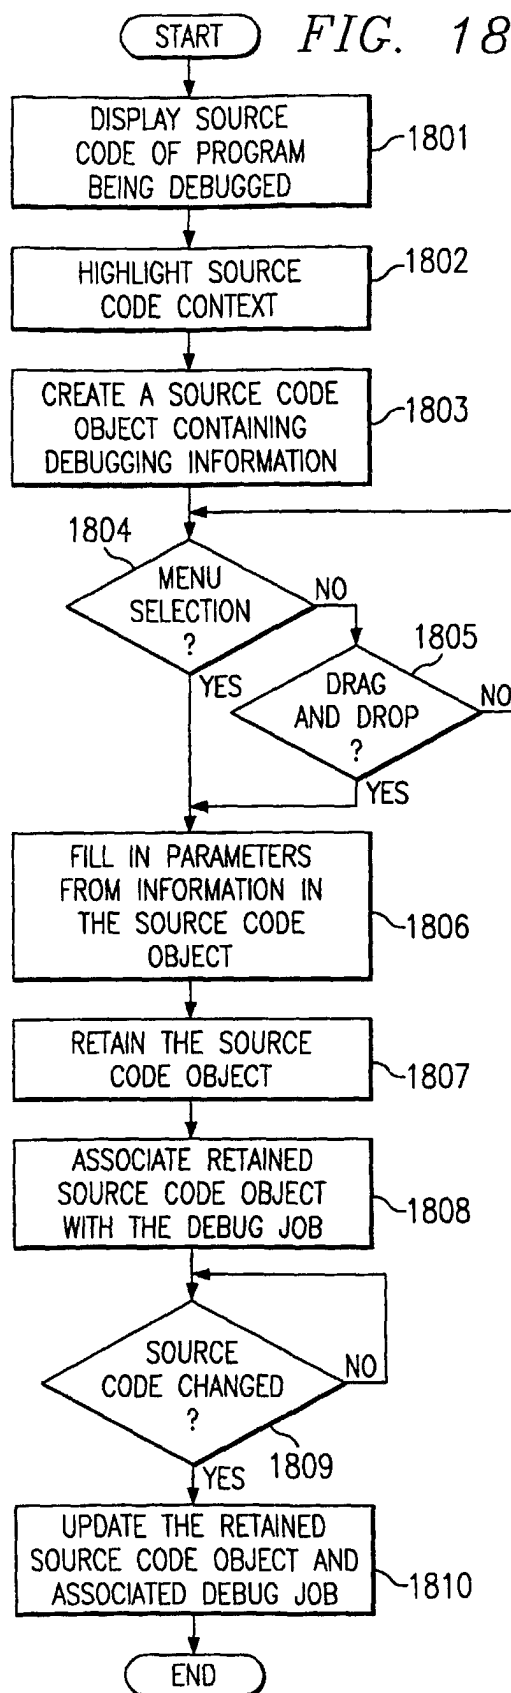 START
FIG. 18
DISPLAY SOURCE
CODE OF PROGRAM
BEING DEBUGGED
1801
HIGHLIGHT SOURCE
CODE CONTEXT
1802
CREATE A SOURCE CODE
OBJECT CONTAINING
DEBUGGING INFORMATION
1803
1804
MENU
SELECTION
?
NO
YES
1805
DRAG
AND DROP
?
NO
YES
FILL IN PARAMETERS
FROM INFORMATION IN
THE SOURCE CODE
OBJECT
1806
RETAIN THE SOURCE
CODE OBJECT
1807
ASSOCIATE RETAINED
SOURCE CODE OBJECT
WITH THE DEBUG JOB
1808
SOURCE
CODE CHANGED
?
NO
1809
YES
UPDATE THE RETAINED
SOURCE CODE OBJECT AND
ASSOCIATED DEBUG JOB
1810
END